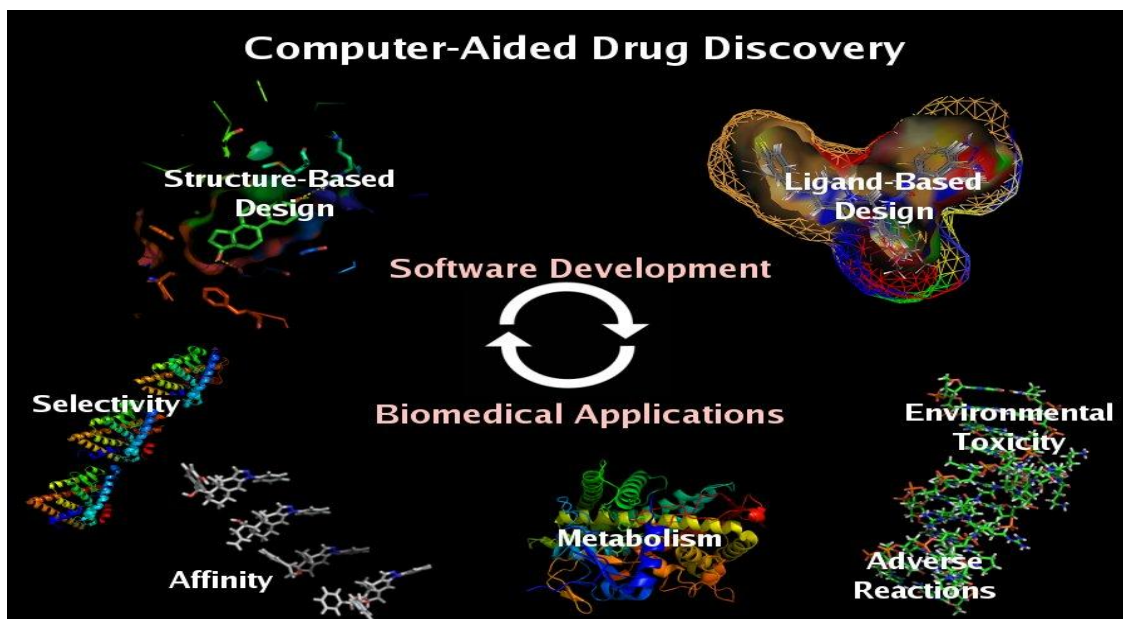 Computer-Aided Drug Discovery
Structure-Based
Design
Ligand-Based
Design
Software Development
Biomedical Applications
Selectivity
Affinity
Metabolism
Environmental
Toxicity
Adverse
Reactions